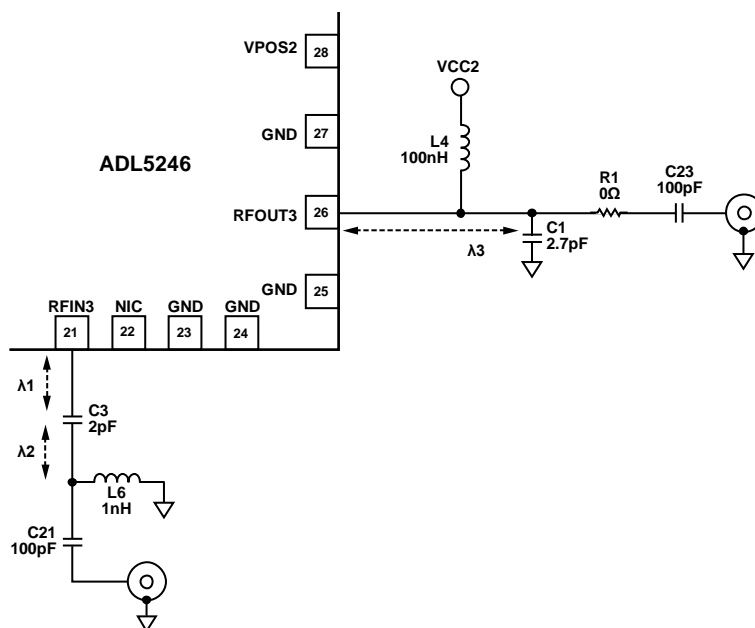 VPOS2
28
VCC2
GND
27
L4
100nH
ADL5246
R1
0Ω
C23
100pF
RFOUT3
26
C1
2.7pF
λ3
GND
25
RFIN3
NIC
GND
GND
21
22
23
24
λ1
C3
2pF
λ2
L6
1nH
C21
100pF